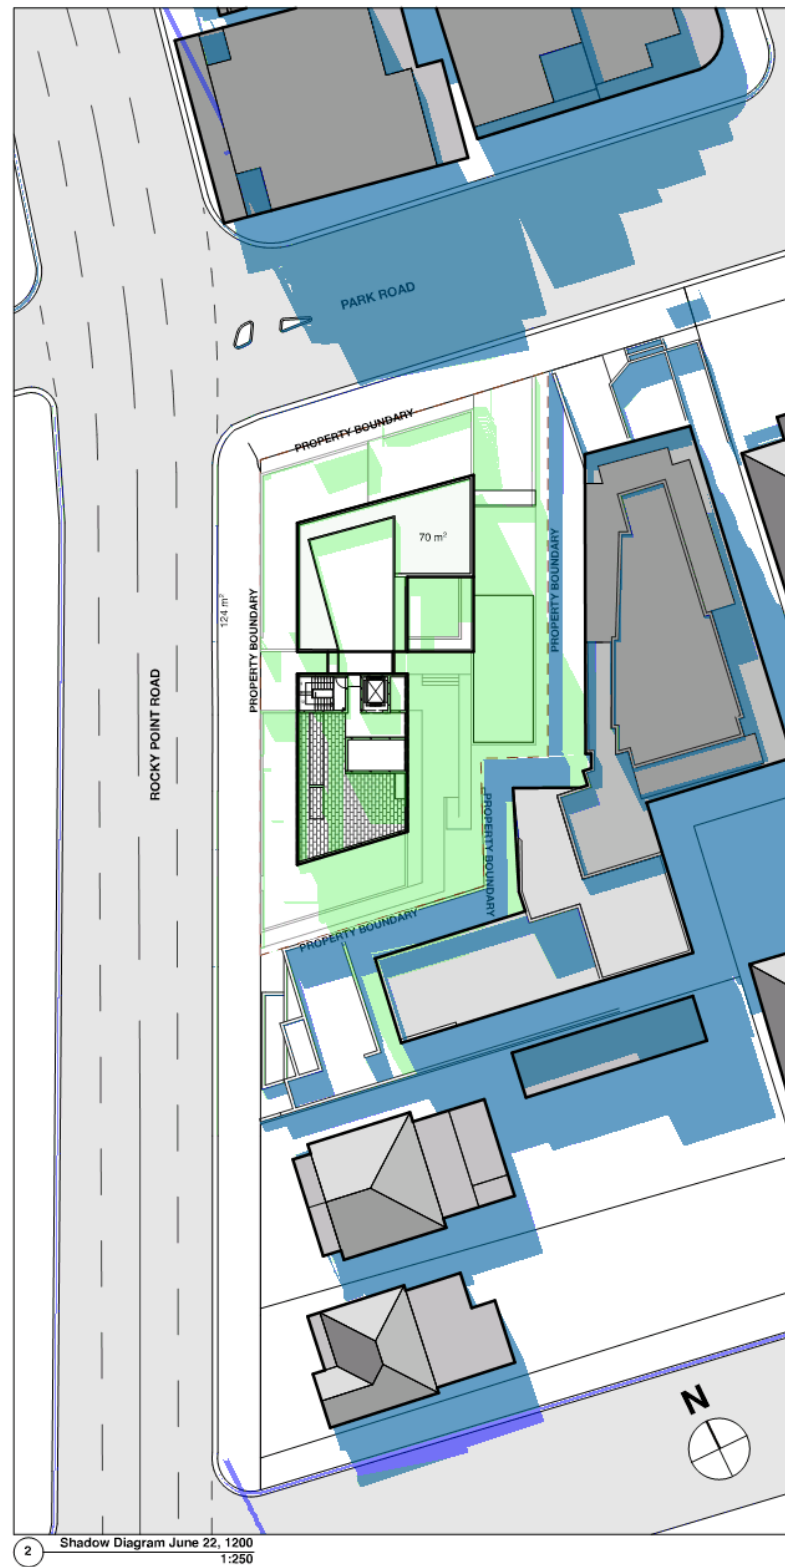 PARK ROAD
PROPERTY BOUNDARY
70 m²
PROPERTY BOUNDARY
124 m²
PROPERTY BOUNDARY
ROCKY POINT ROAD
PROPERTY BOUNDARY
PROPERTY BOUNDARY
N
2
Shadow Diagram June 22, 1200
1:250